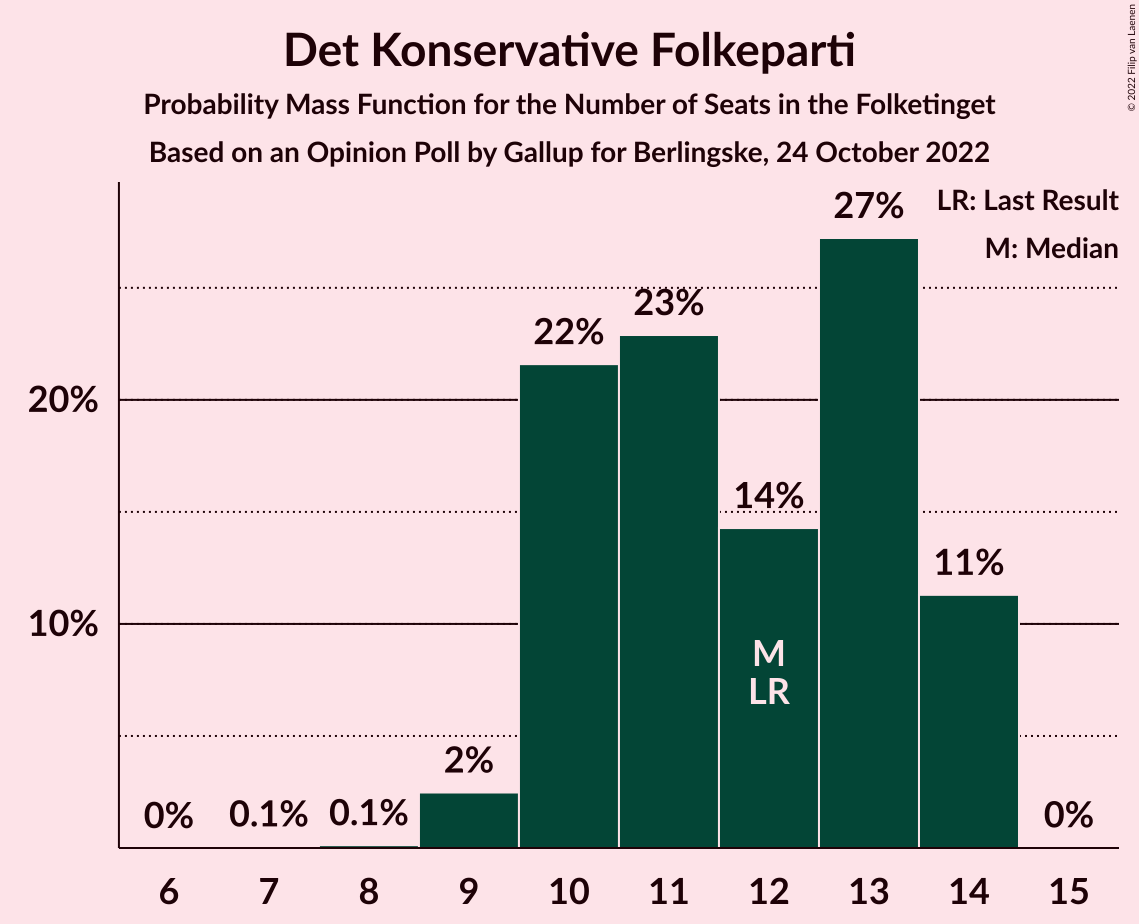 Det Konservative Folkeparti
Probability Mass Function for the Number of Seats in the Folketinget
Based on an Opinion Poll by Gallup for Berlingske, 24 October 2022
© 2022 Filip van Laenen
LR: Last Result
M: Median
27%
23%
22%
20%
14%
11%
10%
M
LR
2%
0%
0.1%
0.1%
0%
6 7 8 9 10 11 12 13 14 15